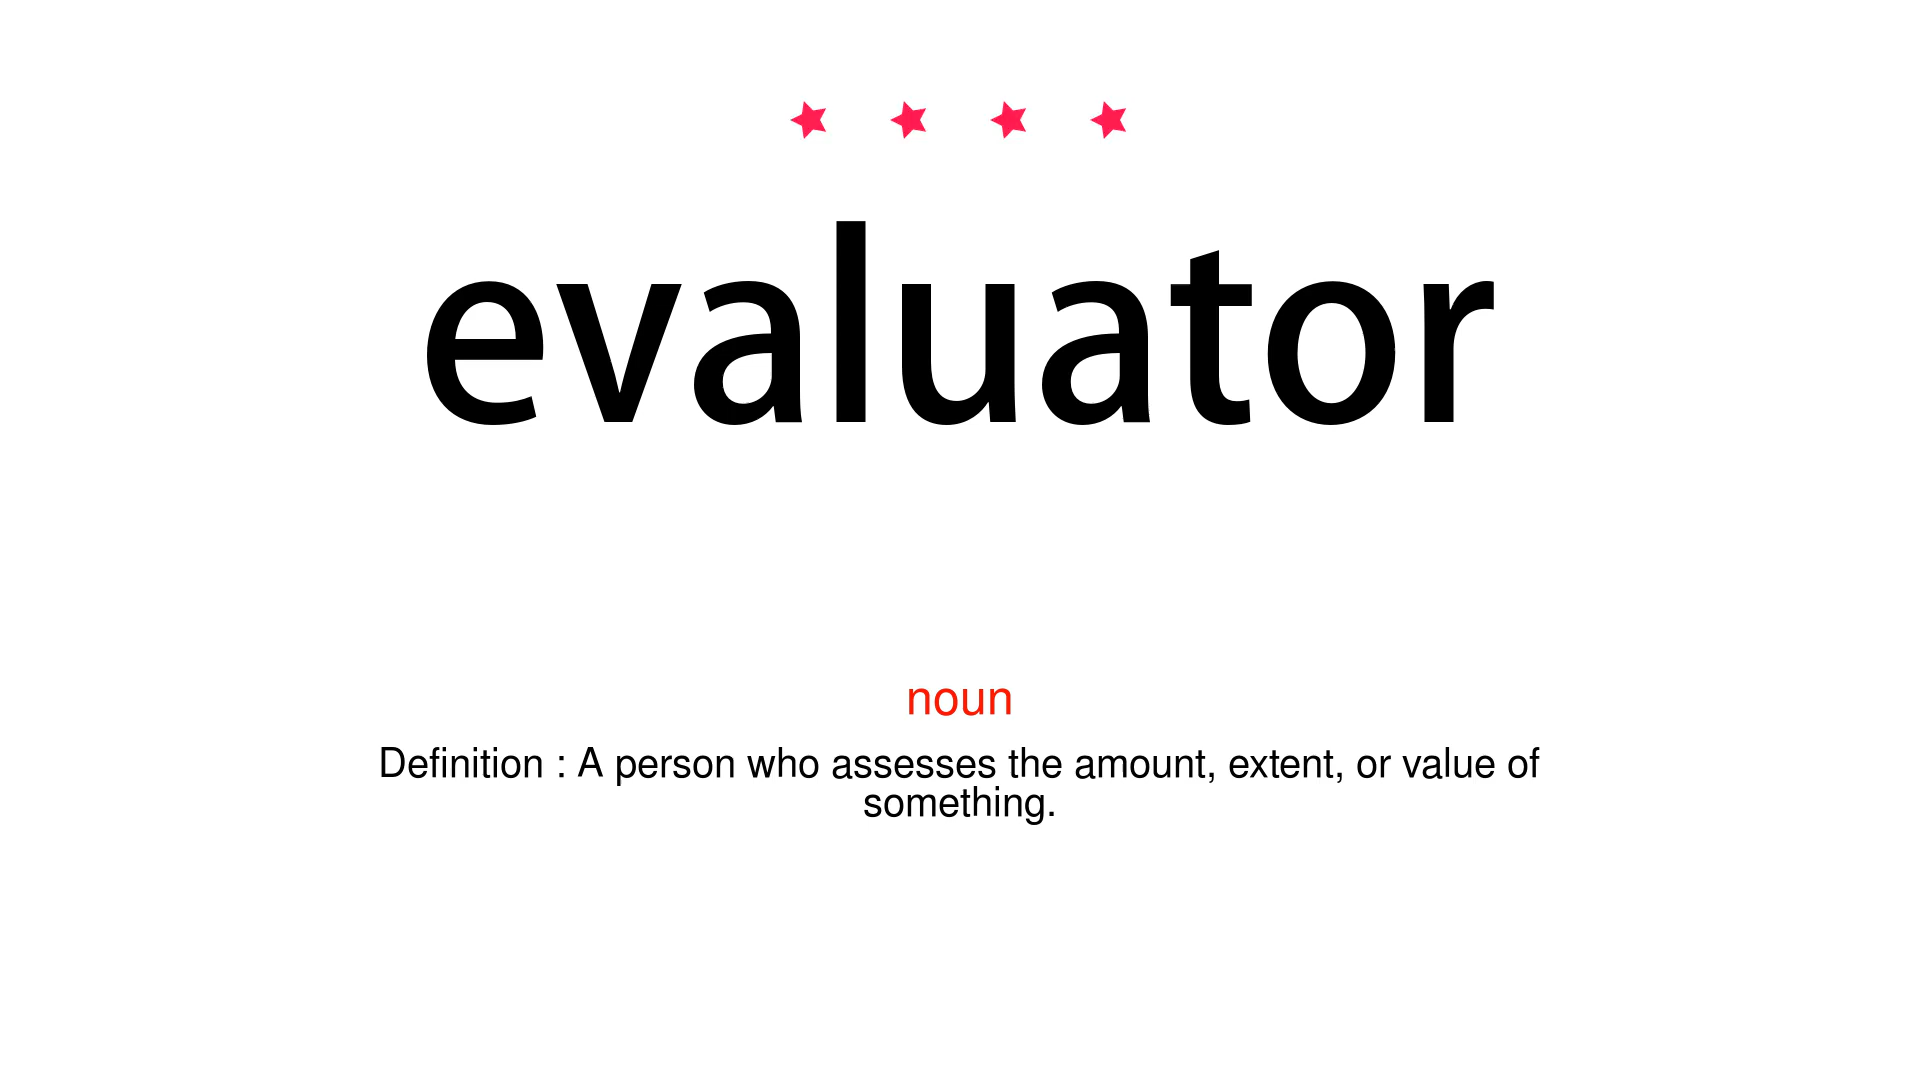 evaluator
noun
Definition : A person who assesses the amount, extent, or value of
something.